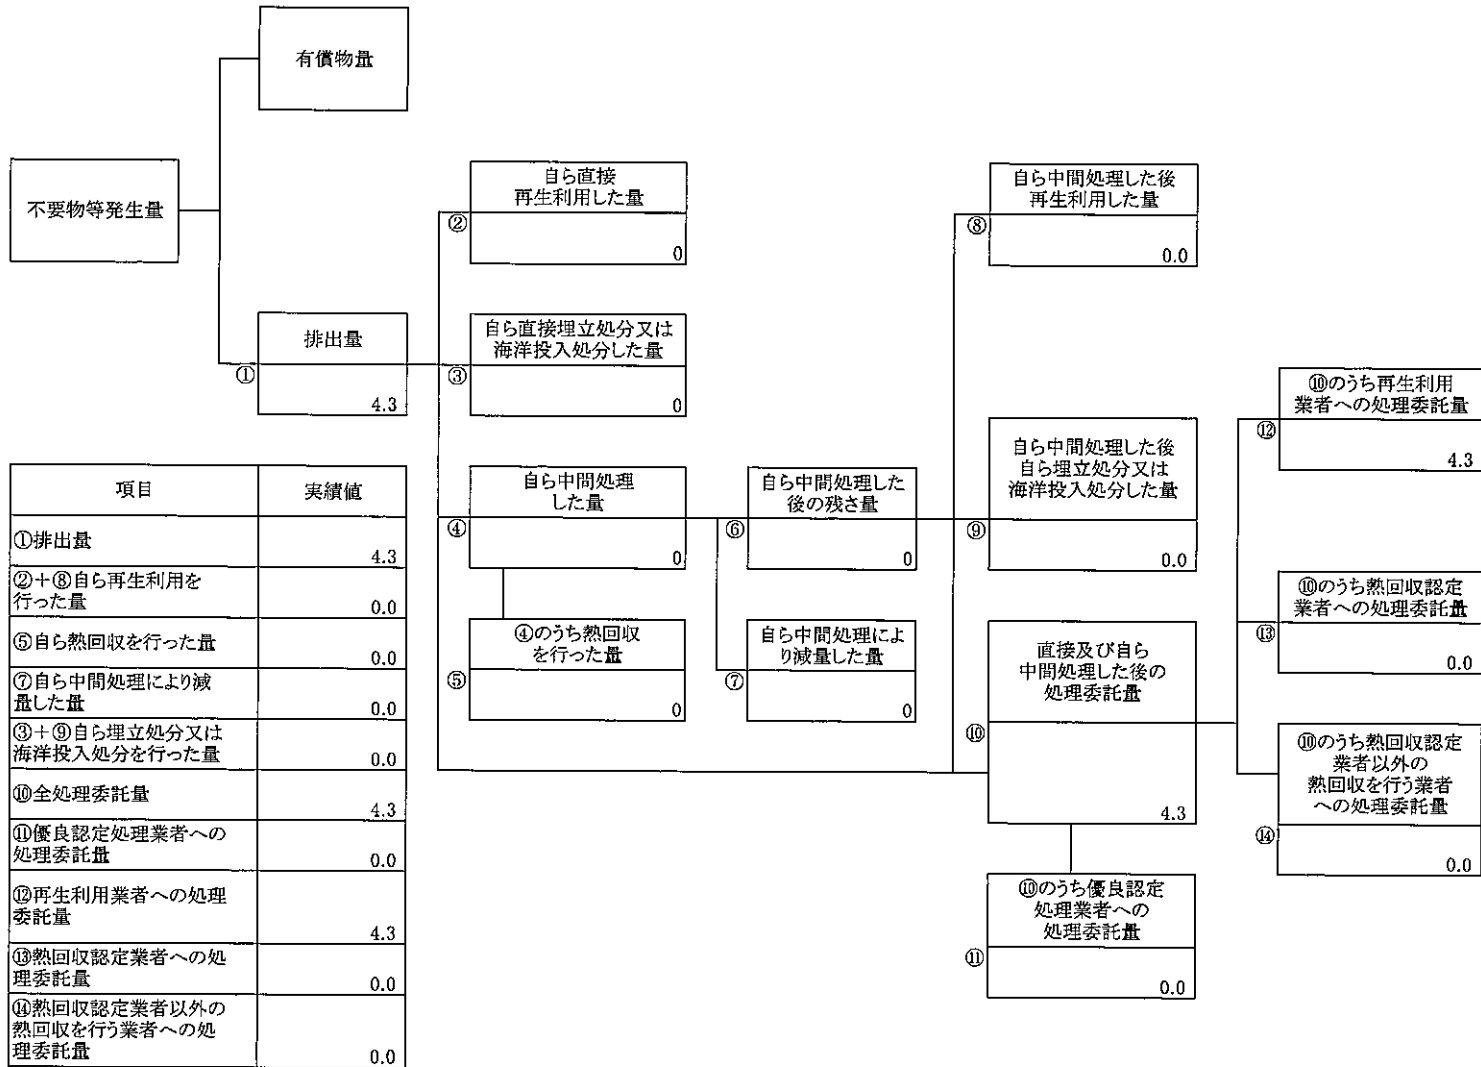 有償物量
不要物等発生量
排出量
①
4.3
自ら直接
再生利用した量
②
0
自ら直接埋立処分又は
海洋投入処分した量
③
0
自ら中間処理
した量
④
0
④のうち熱回収
を行った量
⑤
0
自ら中間処理した
後の残さ量
⑥
0
自ら中間処理によ
り減量した量
⑦
0
自ら中間処理した後
再生利用した量
⑧
0.0
自ら中間処理した後
自ら埋立処分又は
海洋投入処分した量
⑨
0.0
直接及び自ら
中間処理した後の
処理委託量
⑩
4.3
⑩のうち優良認定
処理業者への
処理委託量
⑪
0.0
⑩のうち再生利用
業者への処理委託量
⑫
4.3
⑩のうち熱回収認定
業者への処理委託量
⑬
0.0
⑩のうち熱回収認定
業者以外の
熱回収を行う業者
への処理委託量
⑭
0.0
項目 実績値
①排出量
4.3
②+⑧自ら再生利用を
行った量 0.0
⑤自ら熱回収を行った量
0.0
⑦自ら中間処理により減
量した量 0.0
③+⑨自ら埋立処分又は
海洋投入処分を行った量 0.0
⑩全処理委託量
4.3
⑪優良認定処理業者への
処理委託量 0.0
⑫再生利用業者への処理
委託量
4.3
⑬熱回収認定業者への処
理委託量 0.0
⑭熱回収認定業者以外の
熱回収を行う業者への処
理委託量 0.0